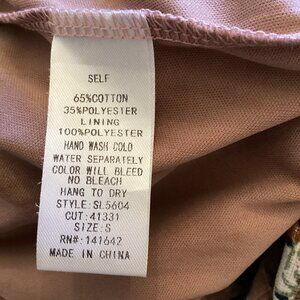 SELF
65%COTTON
35%POLYESTER
LINING
100%POLYESTER
HAND WASH COLD
WATER SEPARATELY
COLOR WILL BLEED
NO BLEACH
HANG TO DRY
STYLE: SL5604
CUT: 41331
SIZE: S
RN#: 141642
MADE IN CHINA